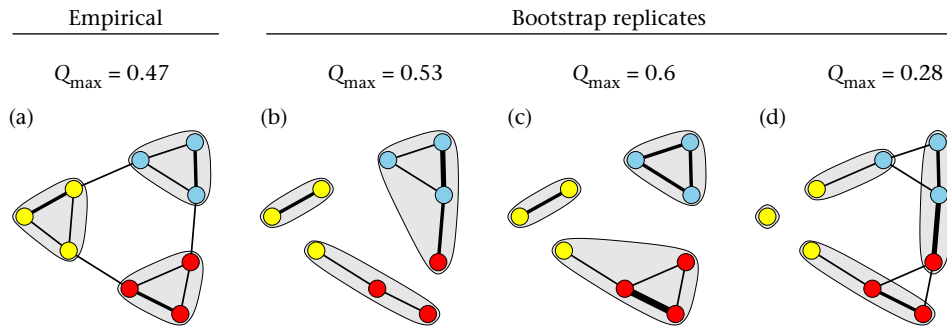 Empirical Bootstrap replicates
Qmax = 0.47 Qmax = 0.53 Qmax = 0.6 Qmax = 0.28
(a) (b) (c) (d)